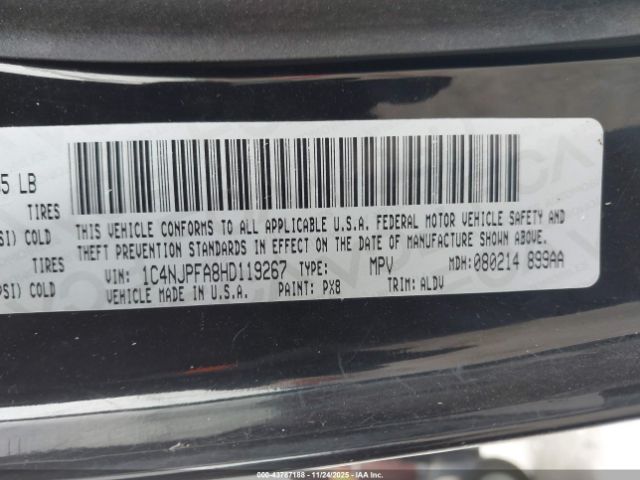 5 LB
TIRES
SI) COLD
TIRES
PSI) COLD
THIS VEHICLE CONFORMS TO ALL APPLICABLE U.S.A. FEDERAL MOTOR VEHICLE SAFETY AND
THEFT PREVENTION STANDARDS IN EFFECT ON THE DATE OF MANUFACTURE SHOWN ABOVE.
VIN: 1C4NJPFA8HD119267 TYPE: MPV MDH: 080214 899AA
VEHICLE MADE IN U.S.A. PAINT: PX8 TRIM: ALDV
000-43787188 — 11/24/2025 — IAAI.COM